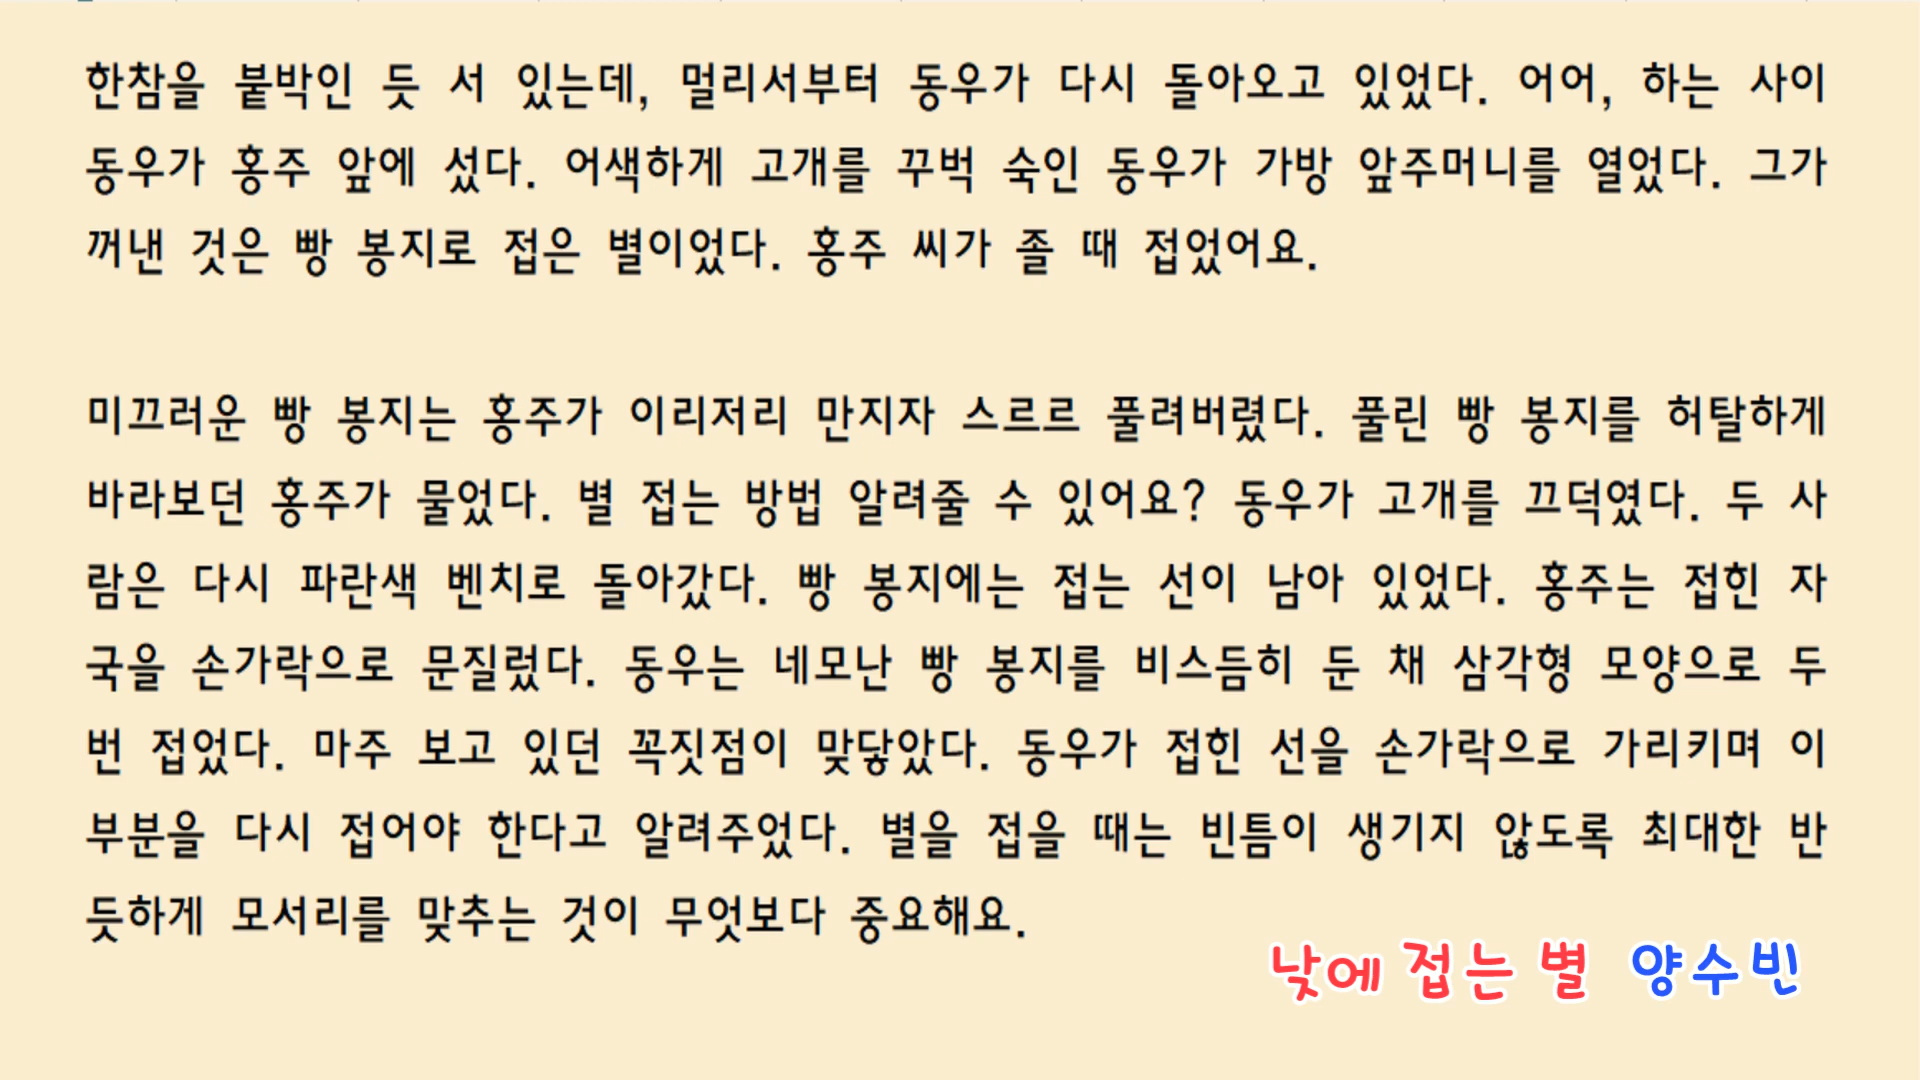 한참을 붙박인 듯 서 있는데, 멀리서부터 동우가 다시 돌아오고 있었다. 어어, 하는 사이
동우가 홍주 앞에 섰다. 어색하게 고개를 꾸벅 숙인 동우가 가방 앞주머니를 열었다. 그가
꺼낸 것은 빵 봉지로 접은 별이었다. 홍주 씨가 졸 때 접었어요.
미끄러운 빵 봉지는 홍주가 이리저리 만지자 스르르 풀려버렸다. 풀린 빵 봉지를 허탈하게
바라보던 홍주가 물었다. 별 접는 방법 알려줄 수 있어요? 동우가 고개를 끄덕였다. 두 사
람은 다시 파란색 벤치로 돌아갔다. 빵 봉지에는 접는 선이 남아 있었다. 홍주는 접힌 자
국을 손가락으로 문질렀다. 동우는 네모난 빵 봉지를 비스듬히 둔 채 삼각형 모양으로 두
번 접었다. 마주 보고 있던 꼭짓점이 맞닿았다. 동우가 접힌 선을 손가락으로 가리키며 이
부분을 다시 접어야 한다고 알려주었다. 별을 접을 때는 빈틈이 생기지 않도록 최대한 반
듯하게 모서리를 맞추는 것이 무엇보다 중요해요.
낮에 접는 별 양수빈